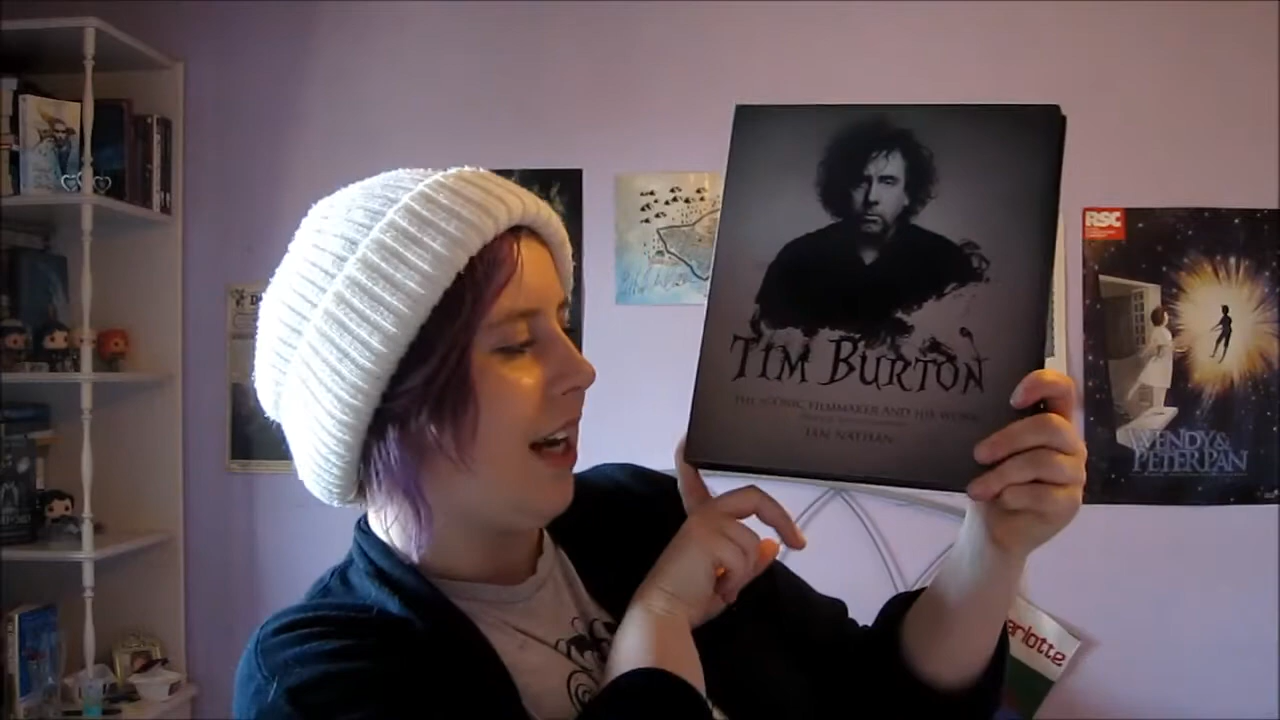 TIM BURTON
THE ICONIC FILMMAKER AND HIS WORK
IAN NATHAN
RSC
WENDY &
PETER PAN
arlotte